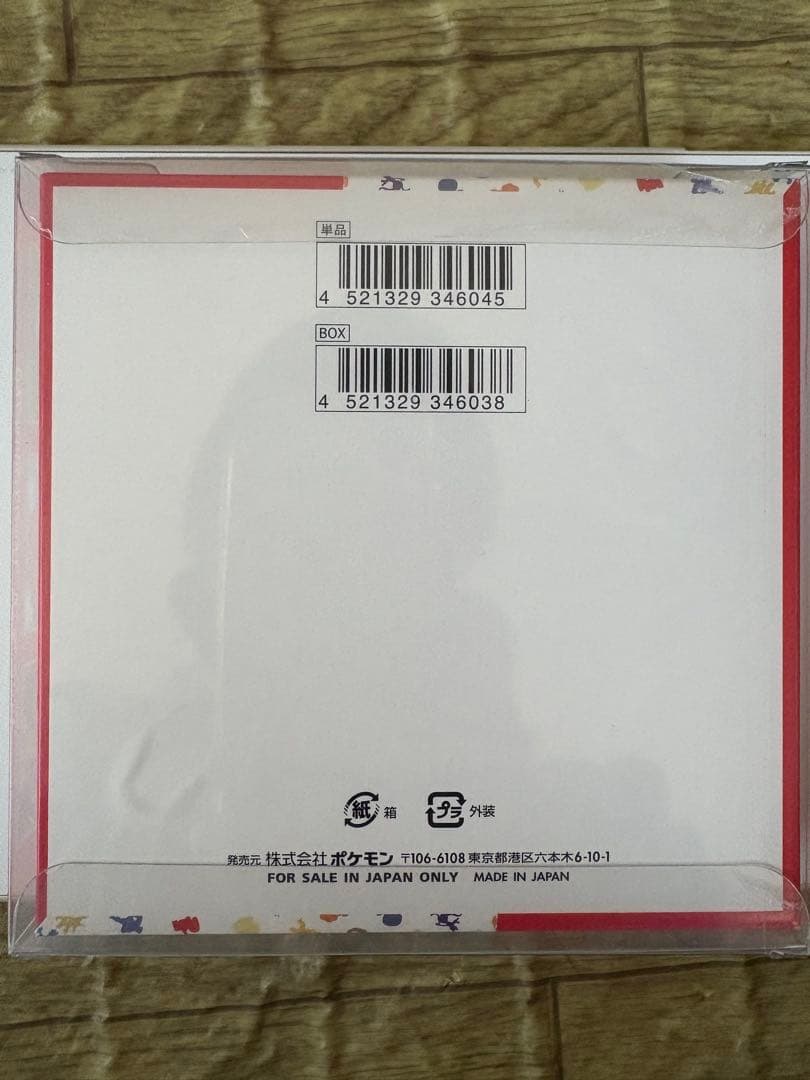 単品
4 521329 346045
BOX
4 521329 346038
紙 箱 プラ 外装
発売元 株式会社 ポケモン 〒106-6108 東京都港区六本木6-10-1
FOR SALE IN JAPAN ONLY MADE IN JAPAN